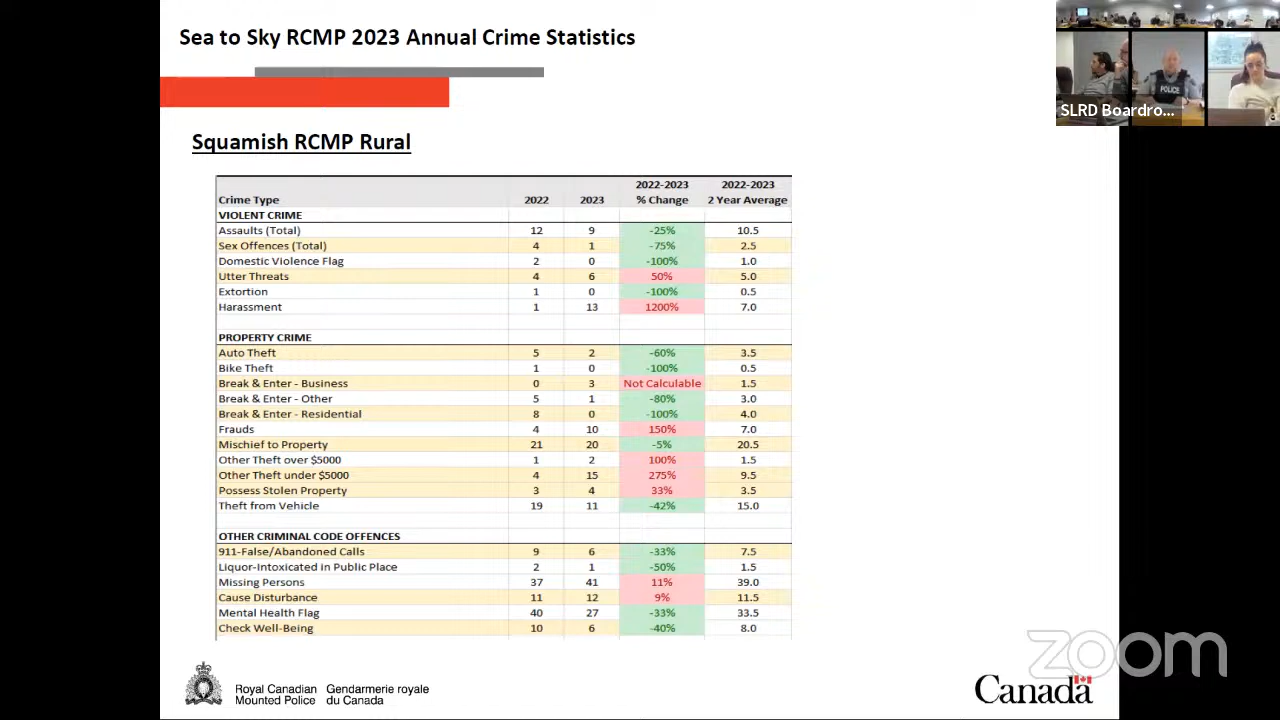 Sea to Sky RCMP 2023 Annual Crime Statistics
POLICE
SLRD Boardro...
Squamish RCMP Rural
Crime Type 2022 2023 2022-2023 % Change 2022-2023 2 Year Average
VIOLENT CRIME
Assaults (Total) 12 9 -25% 10.5
Sex Offences (Total) 4 1 -75% 2.5
Domestic Violence Flag 2 0 -100% 1.0
Utter Threats 4 6 50% 5.0
Extortion 1 0 -100% 0.5
Harassment 1 13 1200% 7.0
PROPERTY CRIME
Auto Theft 5 2 -60% 3.5
Bike Theft 1 0 -100% 0.5
Break & Enter - Business 0 3 Not Calculable 1.5
Break & Enter - Other 5 1 -80% 3.0
Break & Enter - Residential 8 0 -100% 4.0
Frauds 4 10 150% 7.0
Mischief to Property 21 20 -5% 20.5
Other Theft over $5000 1 2 100% 1.5
Other Theft under $5000 4 15 275% 9.5
Possess Stolen Property 3 4 33% 3.5
Theft from Vehicle 19 11 -42% 15.0
OTHER CRIMINAL CODE OFFENCES
911-False/Abandoned Calls 9 6 -33% 7.5
Liquor-Intoxicated in Public Place 2 1 -50% 1.5
Missing Persons 37 41 11% 39.0
Cause Disturbance 11 12 9% 11.5
Mental Health Flag 40 27 -33% 33.5
Check Well-Being 10 6 -40% 8.0
Royal Canadian Gendarmerie royale
Mounted Police du Canada
Canada
zoom